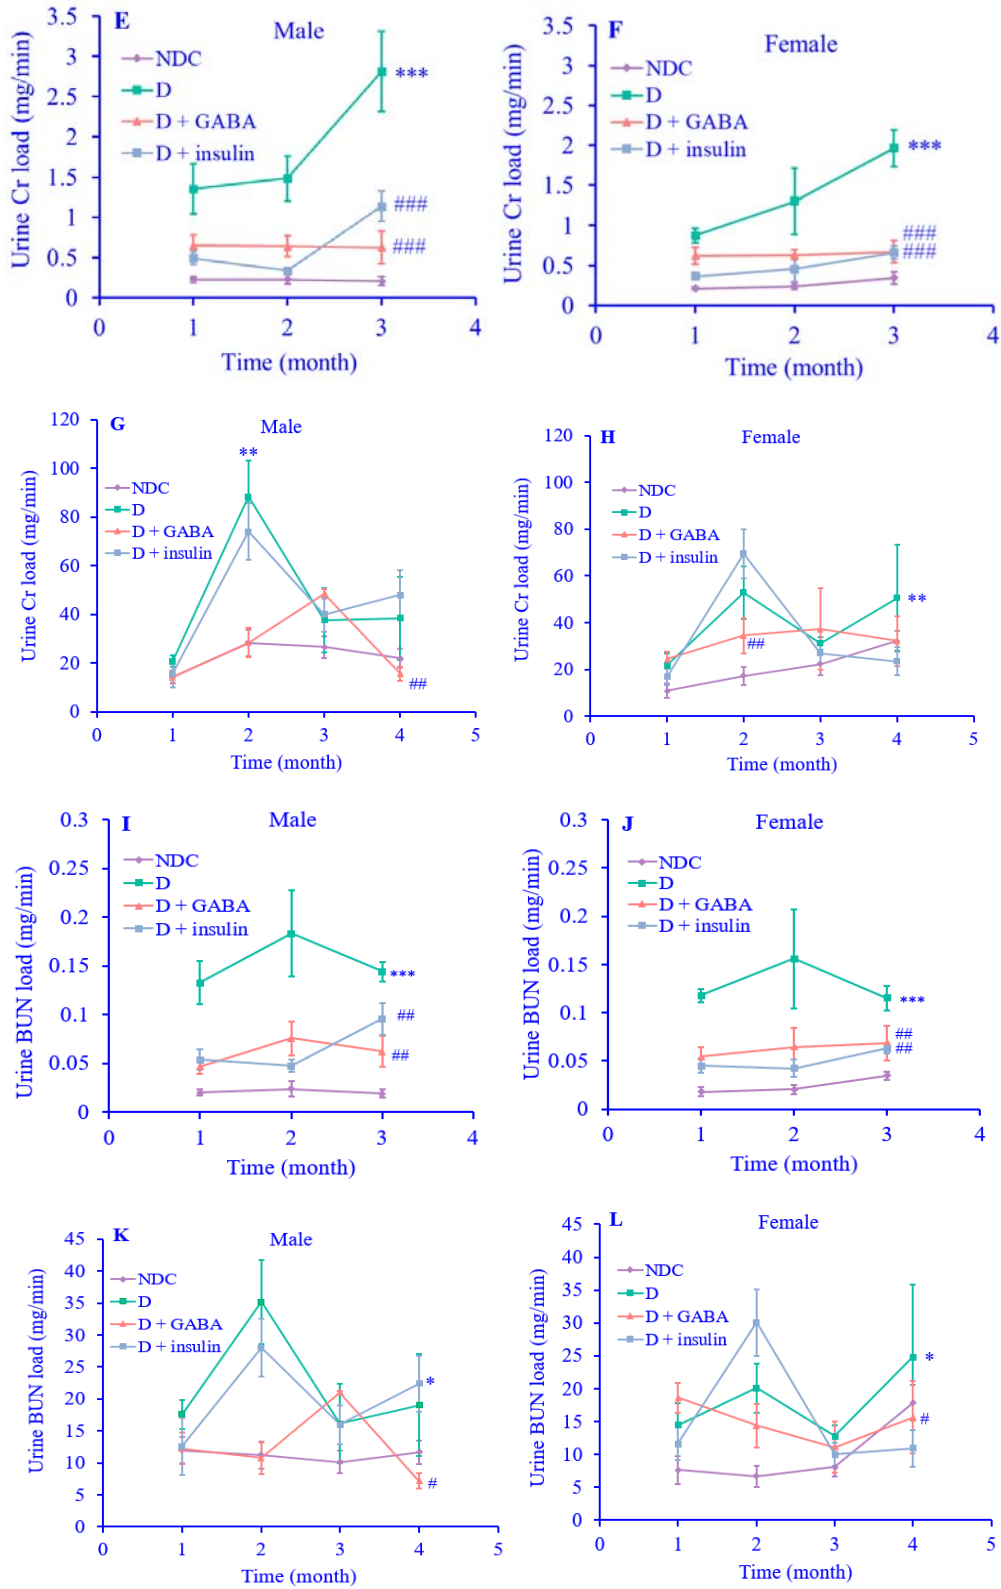 E
Male
Urine Cr load (mg/min)
3.5
3
2.5
2
1.5
1
0.5
0
NDC
D
D + GABA
D + insulin
***
###
###
0 1 2 3 4
Time (month)
F
Female
Urine Cr load (mg/min)
3.5
3
2.5
2
1.5
1
0.5
0
NDC
D
D + GABA
D + insulin
***
###
###
0 1 2 3 4
Time (month)
G
Male
Urine Cr load (mg/min)
120
100
80
60
40
20
0
NDC
D
D + GABA
D + insulin
**
##
0 1 2 3 4 5
Time (month)
H
Female
Urine Cr load (mg/min)
120
100
80
60
40
20
0
NDC
D
D + GABA
D + insulin
##
**
0 1 2 3 4 5
Time (month)
I
Male
Urine BUN load (mg/min)
0.3
0.25
0.2
0.15
0.1
0.05
0
NDC
D
D + GABA
D + insulin
***
##
##
0 1 2 3 4
Time (month)
J
Female
Urine BUN load (mg/min)
0.3
0.25
0.2
0.15
0.1
0.05
0
NDC
D
D + GABA
D + insulin
***
##
##
0 1 2 3 4
Time (month)
K
Male
Urine BUN load (mg/min)
45
40
35
30
25
20
15
10
5
0
NDC
D
D + GABA
D + insulin
*
#
0 1 2 3 4 5
Time (month)
L
Female
Urine BUN load (mg/min)
45
40
35
30
25
20
15
10
5
0
NDC
D
D + GABA
D + insulin
*
#
0 1 2 3 4 5
Time (month)